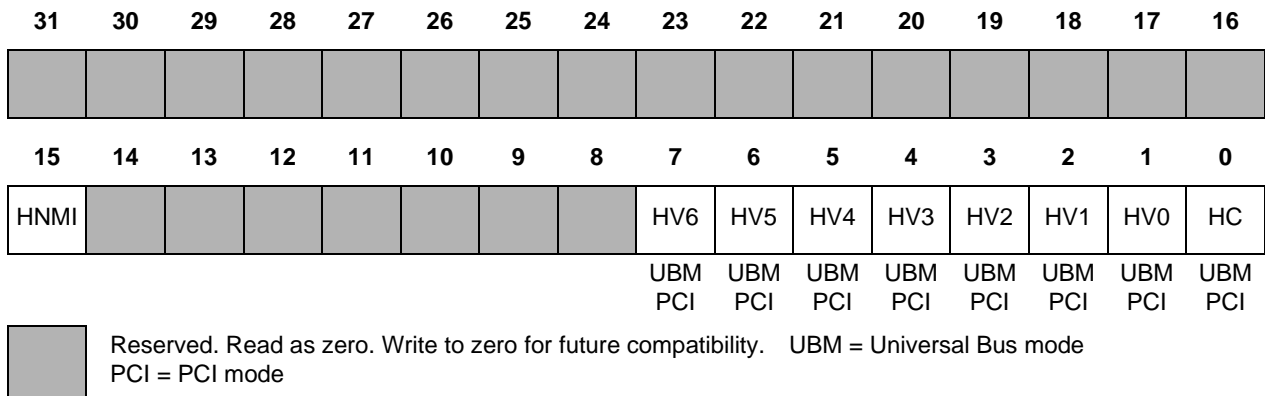 31 30 29 28 27 26 25 24 23 22 21 20 19 18 17 16
15 14 13 12 11 10 9 8 7 6 5 4 3 2 1 0
HNMI HV6 HV5 HV4 HV3 HV2 HV1 HV0 HC
UBM UBM UBM UBM UBM UBM UBM UBM
PCI PCI PCI PCI PCI PCI PCI PCI
Reserved. Read as zero. Write to zero for future compatibility. UBM = Universal Bus mode
PCI = PCI mode